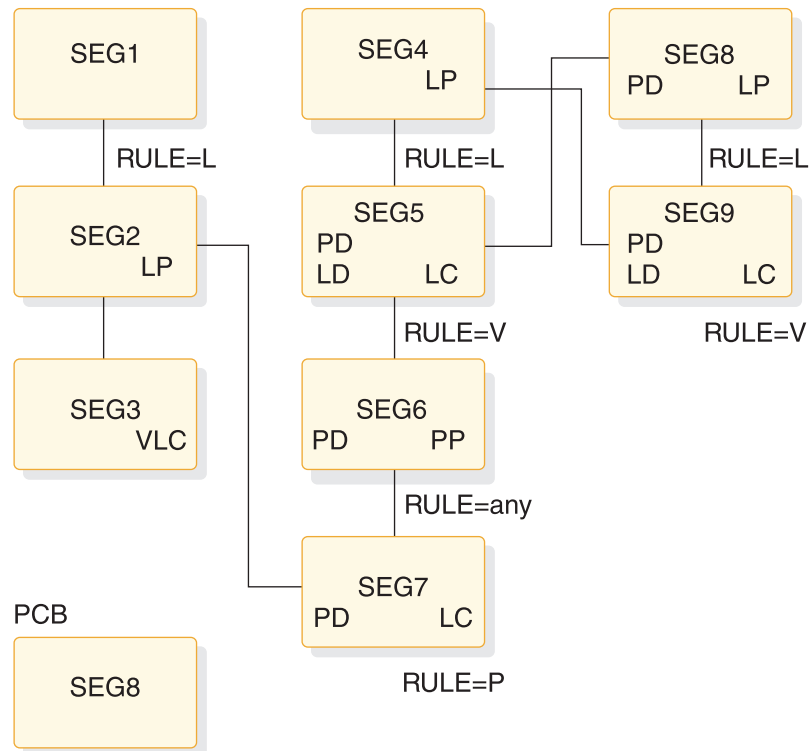 SEG1
RULE=L
SEG2
LP
SEG3
VLC
PCB
SEG8
SEG4
LP
RULE=L
SEG5
PD
LD LC
RULE=V
SEG6
PD PP
RULE=any
SEG7
PD LC
RULE=P
SEG8
PD LP
RULE=L
SEG9
PD
LD LC
RULE=V